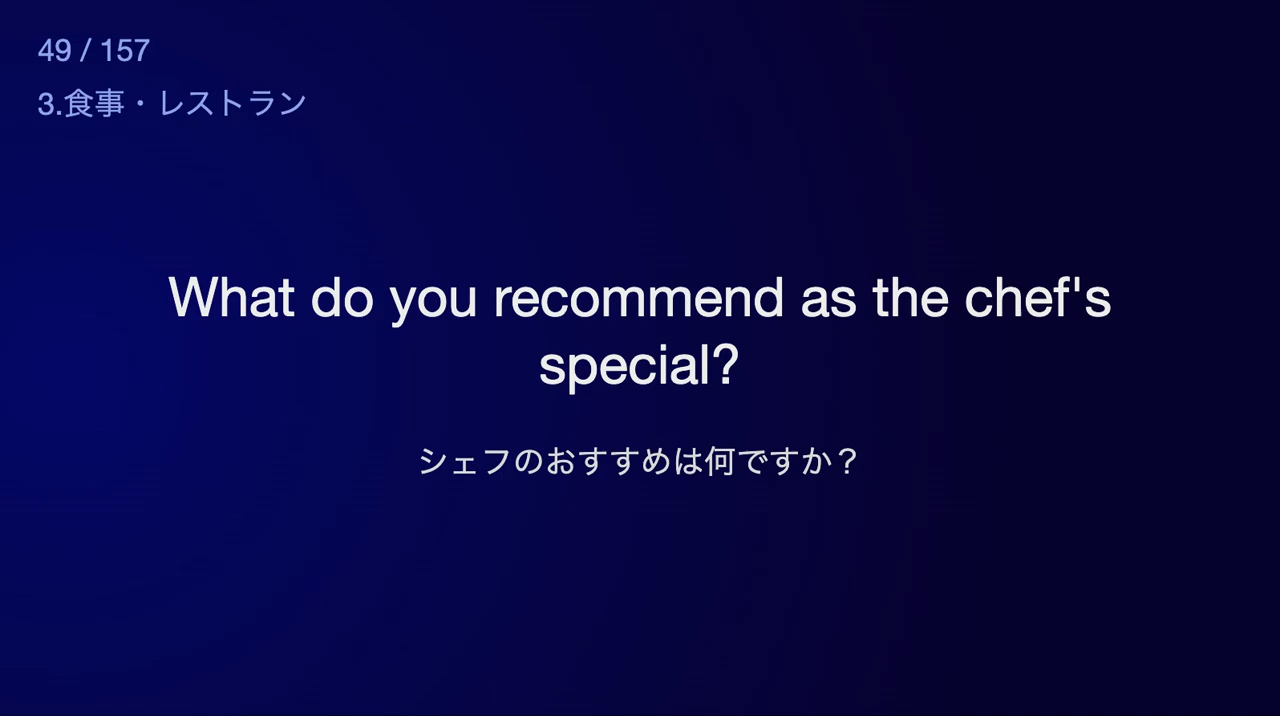 49 / 157
3.食事・レストラン
What do you recommend as the chef's
special?
シェフのおすすめは何ですか？